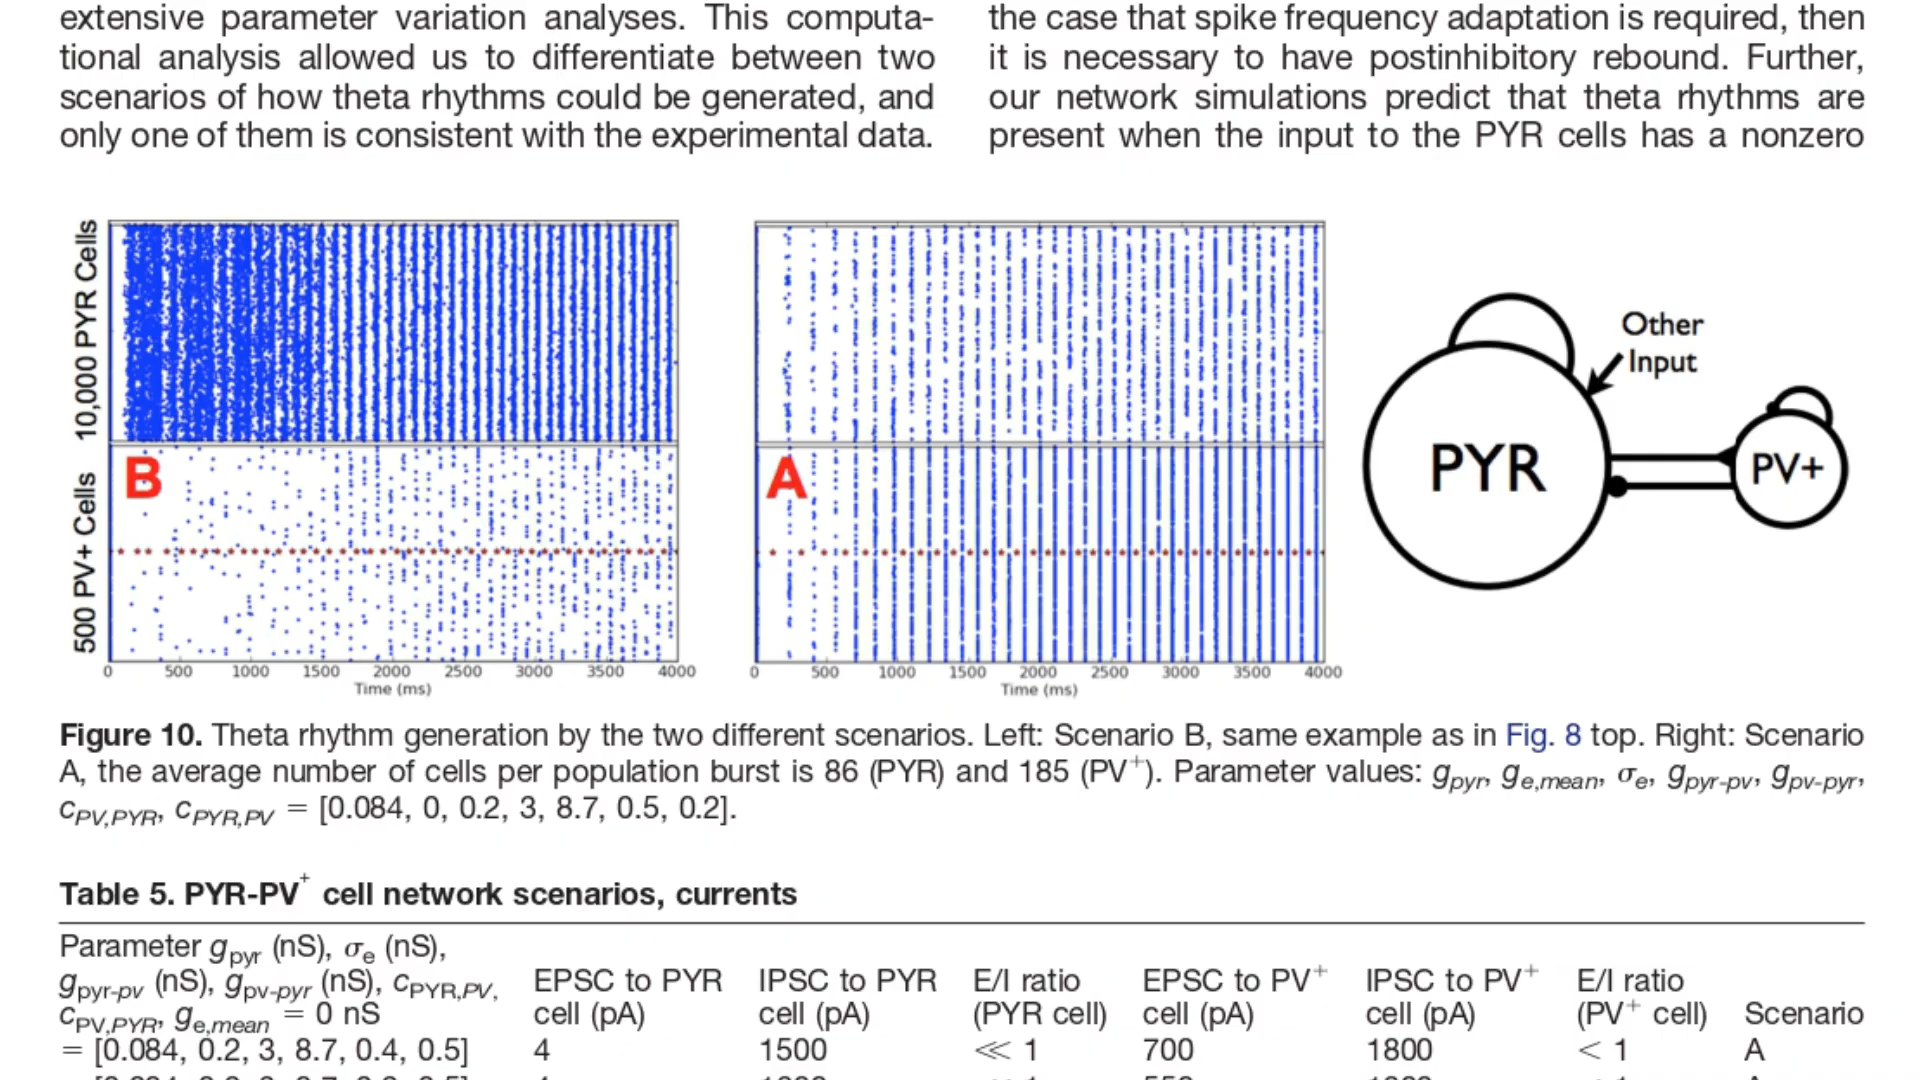 extensive parameter variation analyses. This computa-
tional analysis allowed us to differentiate between two
scenarios of how theta rhythms could be generated, and
only one of them is consistent with the experimental data.
the case that spike frequency adaptation is required, then
it is necessary to have postinhibitory rebound. Further,
our network simulations predict that theta rhythms are
present when the input to the PYR cells has a nonzero
10,000 PYR Cells
500 PV+ Cells
B
0 500 1000 1500 2000 2500 3000 3500 4000
Time (ms)
A
0 500 1000 1500 2000 2500 3000 3500 4000
Time (ms)
Other
Input
PYR
PV+
Figure 10. Theta rhythm generation by the two different scenarios. Left: Scenario B, same example as in Fig. 8 top. Right: Scenario
A, the average number of cells per population burst is 86 (PYR) and 185 (PV+). Parameter values: gpyr, ge,mean, σe, gpyr-pv, gpv-pyr,
cPV,PYR, cPYR,PV = [0.084, 0, 0.2, 3, 8.7, 0.5, 0.2].
Table 5. PYR-PV+ cell network scenarios, currents
Parameter gpyr (nS), σe (nS),
gpyr-pv (nS), gpv-pyr (nS), cPYR,PV,
cPV,PYR, ge,mean = 0 nS
EPSC to PYR
cell (pA)
IPSC to PYR
cell (pA)
E/I ratio
(PYR cell)
EPSC to PV+
cell (pA)
IPSC to PV+
cell (pA)
E/I ratio
(PV+ cell)
Scenario
= [0.084, 0.2, 3, 8.7, 0.4, 0.5] 4 1500 ≪ 1 700 1800 < 1 A